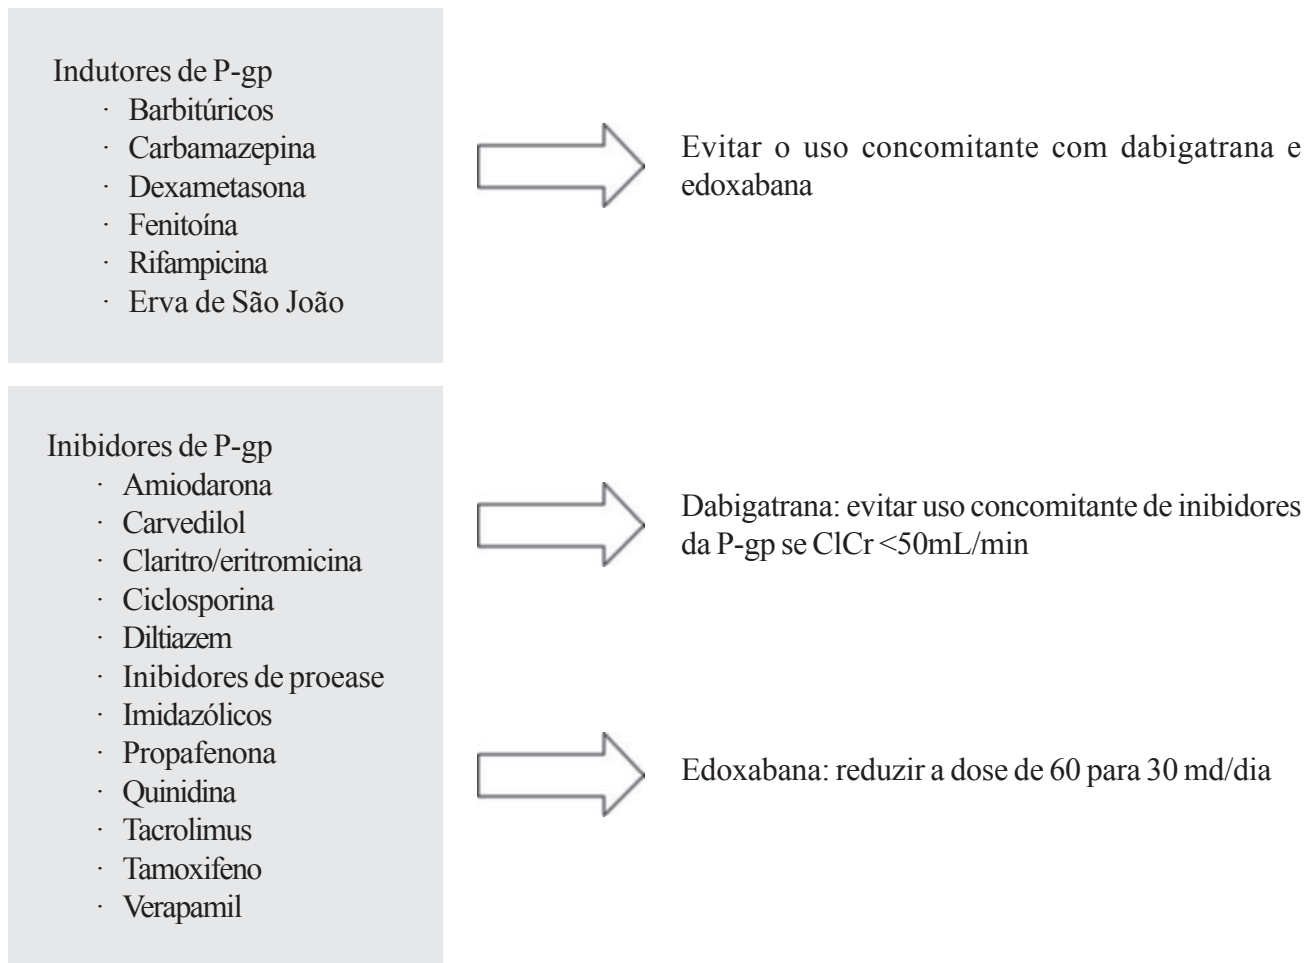 Indutores de P-gp
· Barbitúricos
· Carbamazepina
· Dexametasona
· Fenitoína
· Rifampicina
· Erva de São João
Evitar o uso concomitante com dabigatrana e
edoxabana
Inibidores de P-gp
· Amiodarona
· Carvedilol
· Claritro/eritromicina
· Ciclosporina
· Diltiazem
· Inibidores de proease
· Imidazólicos
· Propafenona
· Quinidina
· Tacrolimus
· Tamoxifeno
· Verapamil
Dabigatrana: evitar uso concomitante de inibidores
da P-gp se ClCr <50mL/min
Edoxabana: reduzir a dose de 60 para 30 md/dia